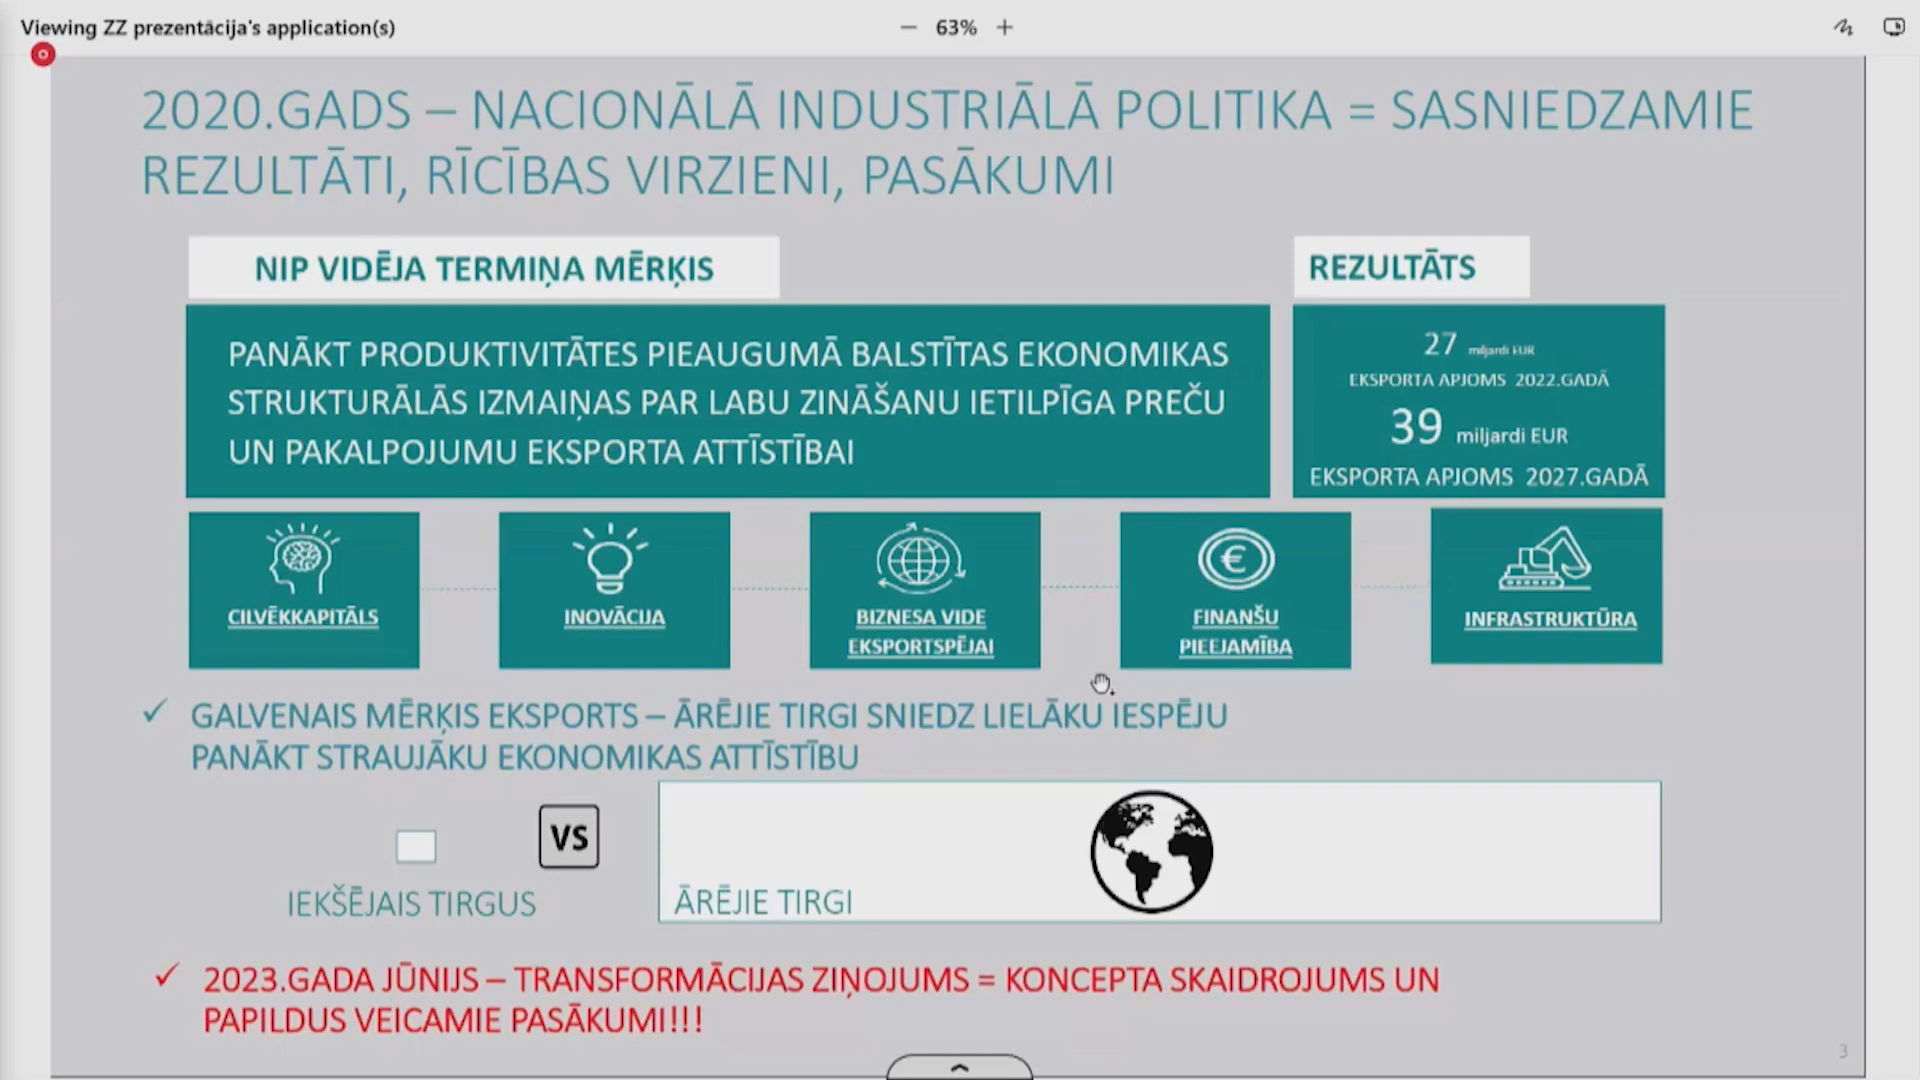 Viewing ZZ prezentācija's application(s)
63%
2020.GADS – NACIONĀLĀ INDUSTRIĀLĀ POLITIKA = SASNIEDZAMIE
REZULTĀTI, RĪCĪBAS VIRZIENI, PASĀKUMI
NIP VIDĒJA TERMIŅA MĒRĶIS
REZULTĀTS
PANĀKT PRODUKTIVITĀTES PIEAUGUMĀ BALSTĪTAS EKONOMIKAS
STRUKTURĀLĀS IZMAIŅAS PAR LABU ZINĀŠANU IETILPĪGA PREČU
UN PAKALPOJUMU EKSPORTA ATTĪSTĪBAI
27 miljardi EUR
EKSPORTA APJOMS 2022.GADĀ
39 miljardi EUR
EKSPORTA APJOMS 2027.GADĀ
CILVĒKKAPITĀLS
INOVĀCIJA
BIZNESA VIDE
EKSPORTSPĒJAI
FINANŠU
PIEEJAMĪBA
INFRASTRUKTŪRA
✓ GALVENAIS MĒRĶIS EKSPORTS – ĀRĒJIE TIRGI SNIEDZ LIELĀKU IESPĒJU
PANĀKT STRAUJĀKU EKONOMIKAS ATTĪSTĪBU
VS
IEKŠĒJAIS TIRGUS
ĀRĒJIE TIRGI
✓ 2023.GADA JŪNIJS – TRANSFORMĀCIJAS ZIŅOJUMS = KONCEPTA SKAIDROJUMS UN
PAPILDUS VEICAMIE PASĀKUMI!!!
3